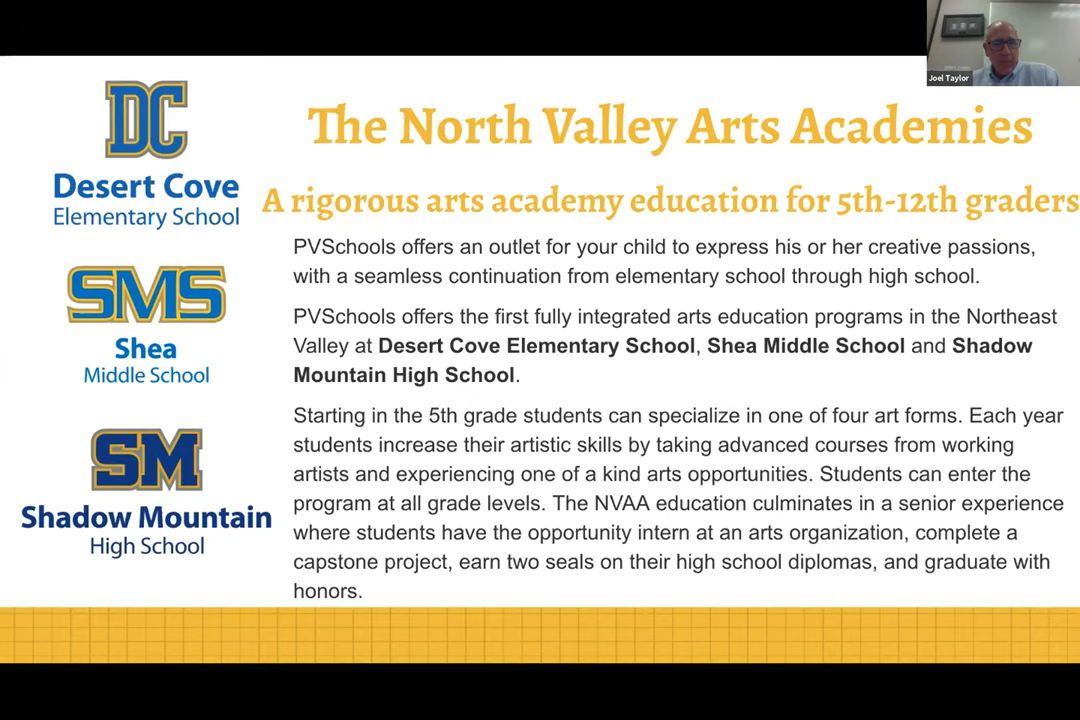 Joel Taylor
DC
Desert Cove
Elementary School
SMS
Shea
Middle School
SM
Shadow Mountain
High School
The North Valley Arts Academies
A rigorous arts academy education for 5th-12th graders
PVSchools offers an outlet for your child to express his or her creative passions,
with a seamless continuation from elementary school through high school.
PVSchools offers the first fully integrated arts education programs in the Northeast
Valley at Desert Cove Elementary School, Shea Middle School and Shadow
Mountain High School.
Starting in the 5th grade students can specialize in one of four art forms. Each year
students increase their artistic skills by taking advanced courses from working
artists and experiencing one of a kind arts opportunities. Students can enter the
program at all grade levels. The NVAA education culminates in a senior experience
where students have the opportunity intern at an arts organization, complete a
capstone project, earn two seals on their high school diplomas, and graduate with
honors.